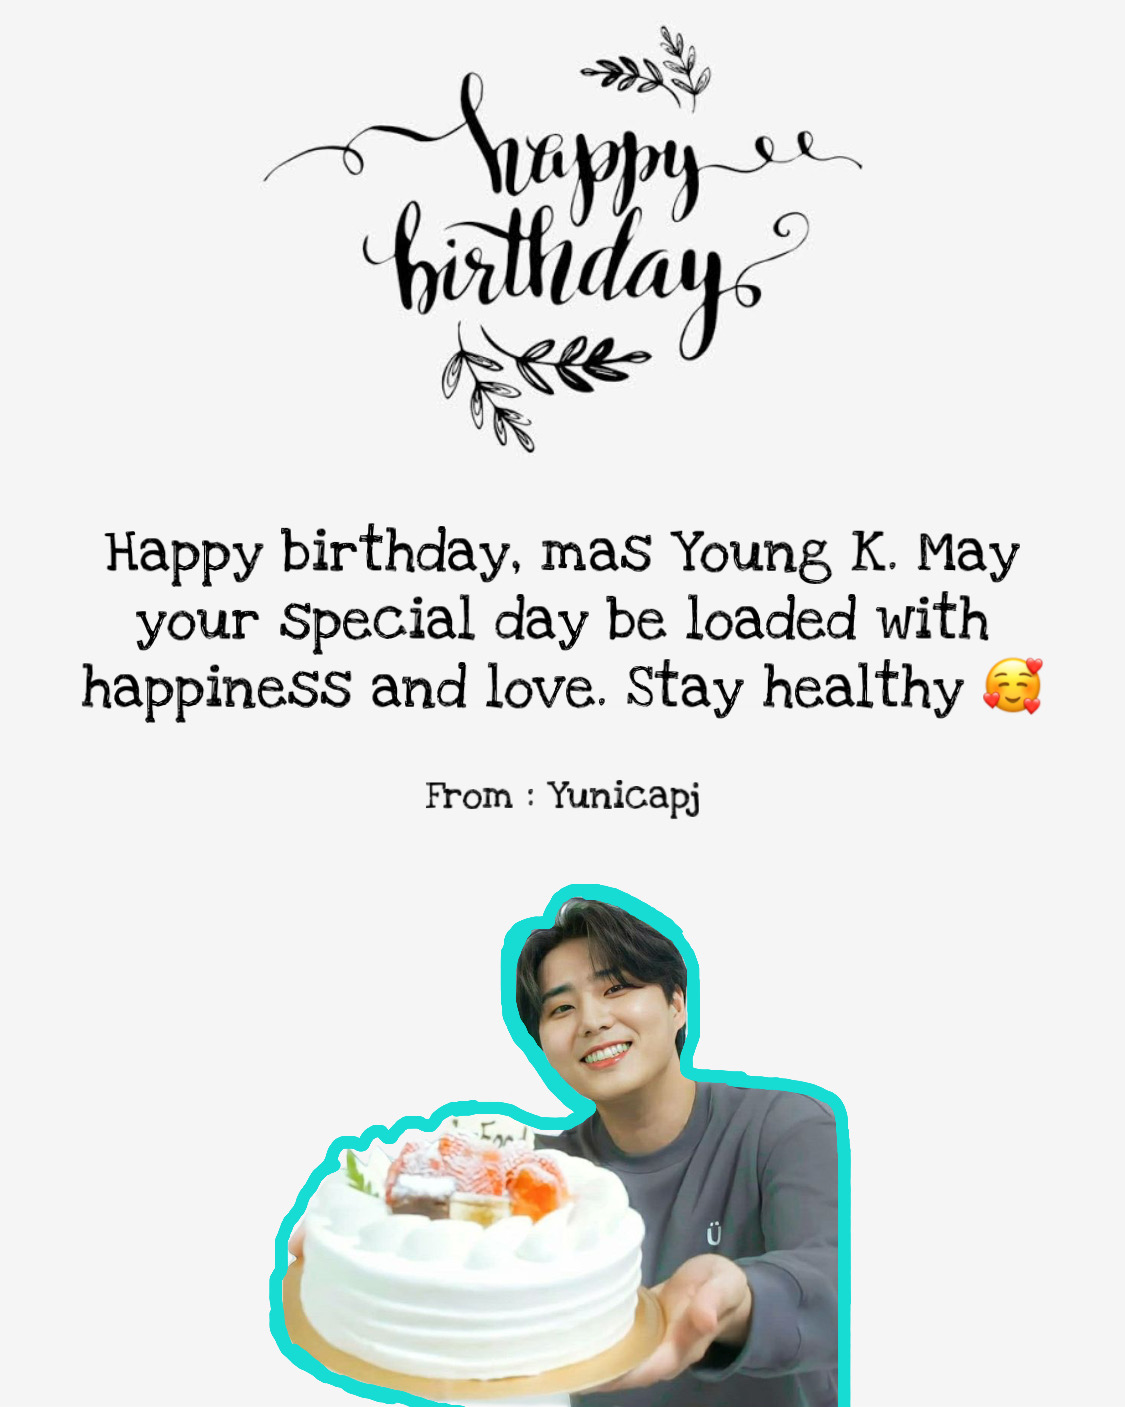 happy
birthday
Happy birthday, mas Young K. May
your special day be loaded with
happiness and love. Stay healthy 🥰
From : Yunicapj
Food
Ü